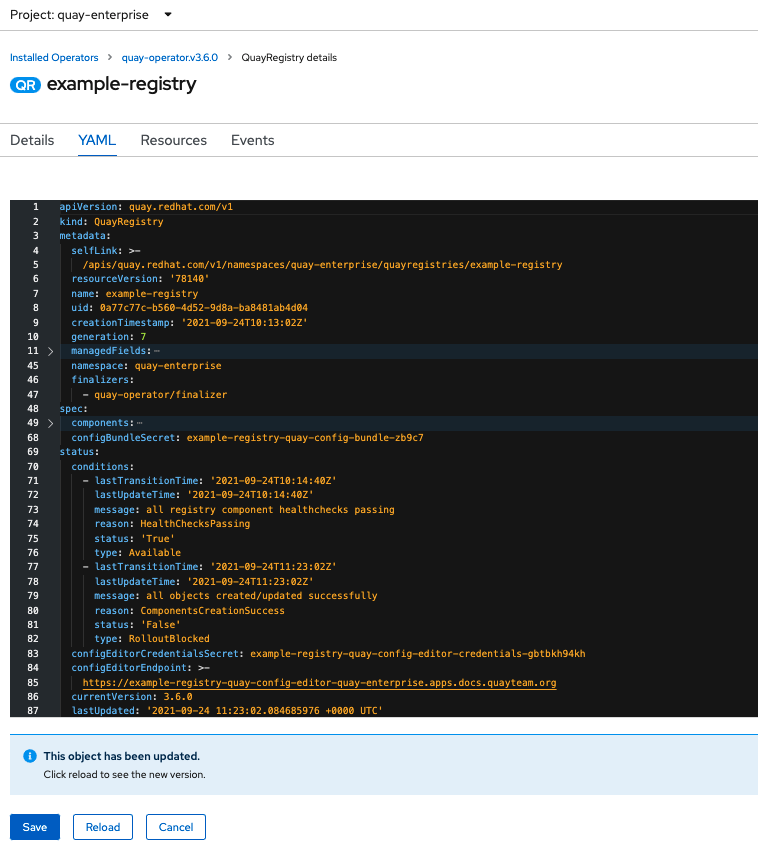 Project: quay-enterprise
Installed Operators > quay-operator.v3.6.0 > QuayRegistry details
QR example-registry
Details YAML Resources Events
1 apiVersion: quay.redhat.com/v1
2 kind: QuayRegistry
3 metadata:
4 selfLink: >-
5 /apis/quay.redhat.com/v1/namespaces/quay-enterprise/quayregistries/example-registry
6 resourceVersion: '78140'
7 name: example-registry
8 uid: 0a77c77c-b560-4d52-9d8a-ba8481ab4d04
9 creationTimestamp: '2021-09-24T10:13:02Z'
10 generation: 7
11 managedFields:⋯
45 namespace: quay-enterprise
46 finalizers:
47 - quay-operator/finalizer
48 spec:
49 components:⋯
68 configBundleSecret: example-registry-quay-config-bundle-zb9c7
69 status:
70 conditions:
71 - lastTransitionTime: '2021-09-24T10:14:40Z'
72 lastUpdateTime: '2021-09-24T10:14:40Z'
73 message: all registry component healthchecks passing
74 reason: HealthChecksPassing
75 status: 'True'
76 type: Available
77 - lastTransitionTime: '2021-09-24T11:23:02Z'
78 lastUpdateTime: '2021-09-24T11:23:02Z'
79 message: all objects created/updated successfully
80 reason: ComponentsCreationSuccess
81 status: 'False'
82 type: RolloutBlocked
83 configEditorCredentialsSecret: example-registry-quay-config-editor-credentials-gbtbkh94kh
84 configEditorEndpoint: >-
85 https://example-registry-quay-config-editor-quay-enterprise.apps.docs.quayteam.org
86 currentVersion: 3.6.0
87 lastUpdated: '2021-09-24 11:23:02.084685976 +0000 UTC'
This object has been updated.
Click reload to see the new version.
Save Reload Cancel